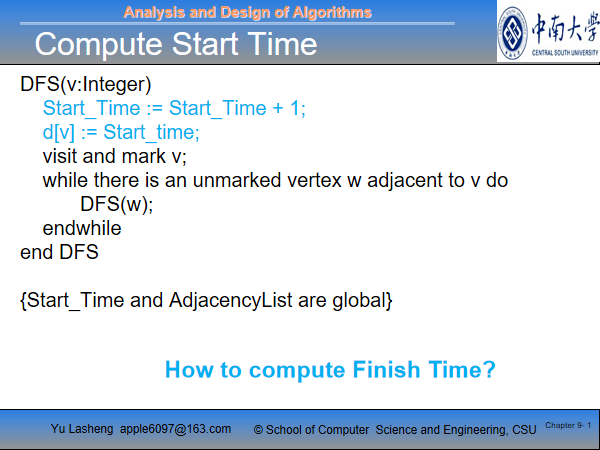 Analysis and Design of Algorithms
Compute Start Time
中南大学
CENTRAL SOUTH UNIVERSITY
DFS(v:Integer)
Start_Time := Start_Time + 1;
d[v] := Start_time;
visit and mark v;
while there is an unmarked vertex w adjacent to v do
DFS(w);
endwhile
end DFS
{Start_Time and AdjacencyList are global}
How to compute Finish Time?
Yu Lasheng apple6097@163.com © School of Computer Science and Engineering, CSU Chapter 9- 1